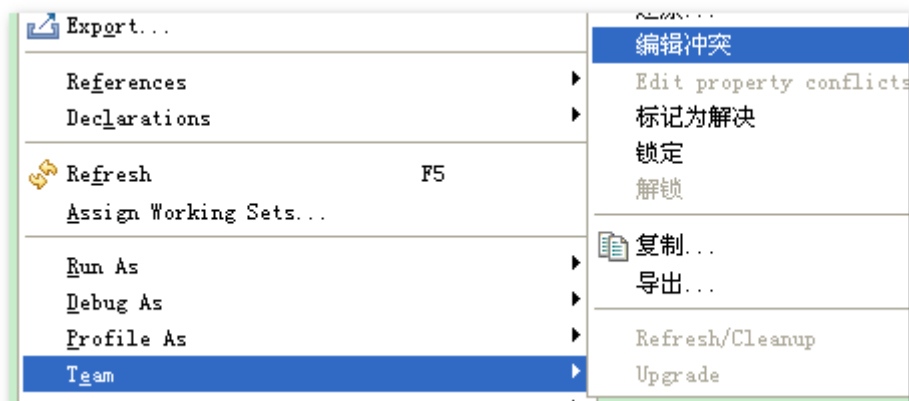 Export...
References
Declarations
Refresh F5
Assign Working Sets...
Run As
Debug As
Profile As
Team
编辑冲突
Edit property conflicts
标记为解决
锁定
解锁
复制...
导出...
Refresh/Cleanup
Upgrade